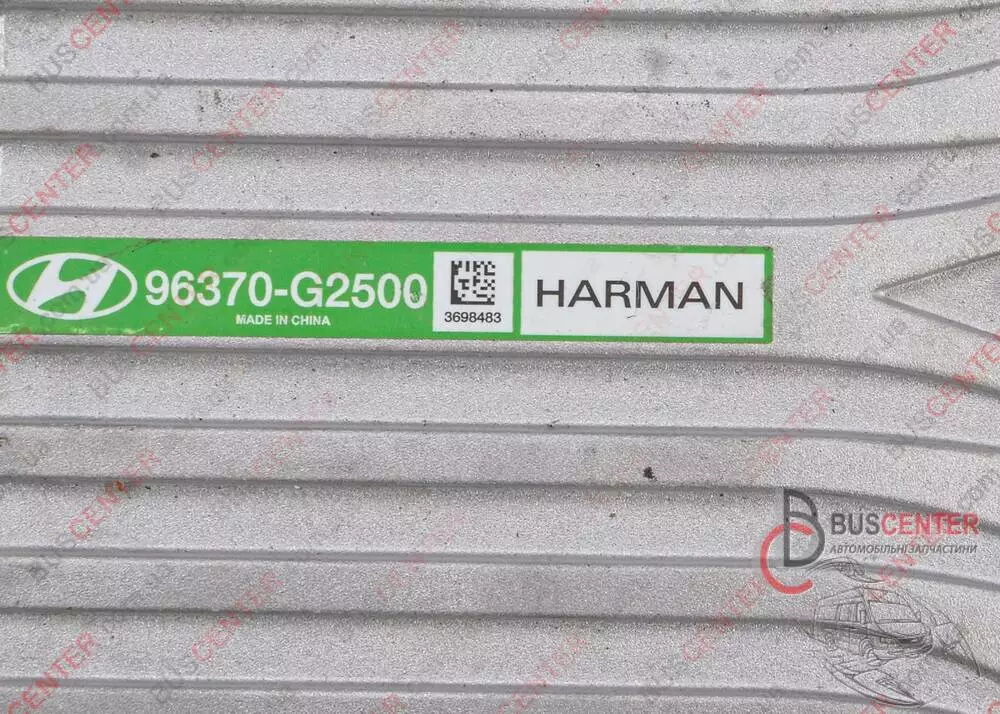 96370-G2500
MADE IN CHINA
3698483
HARMAN
BUSCENTER
АВТОМОБІЛЬНІ ЗАПЧАСТИНИ